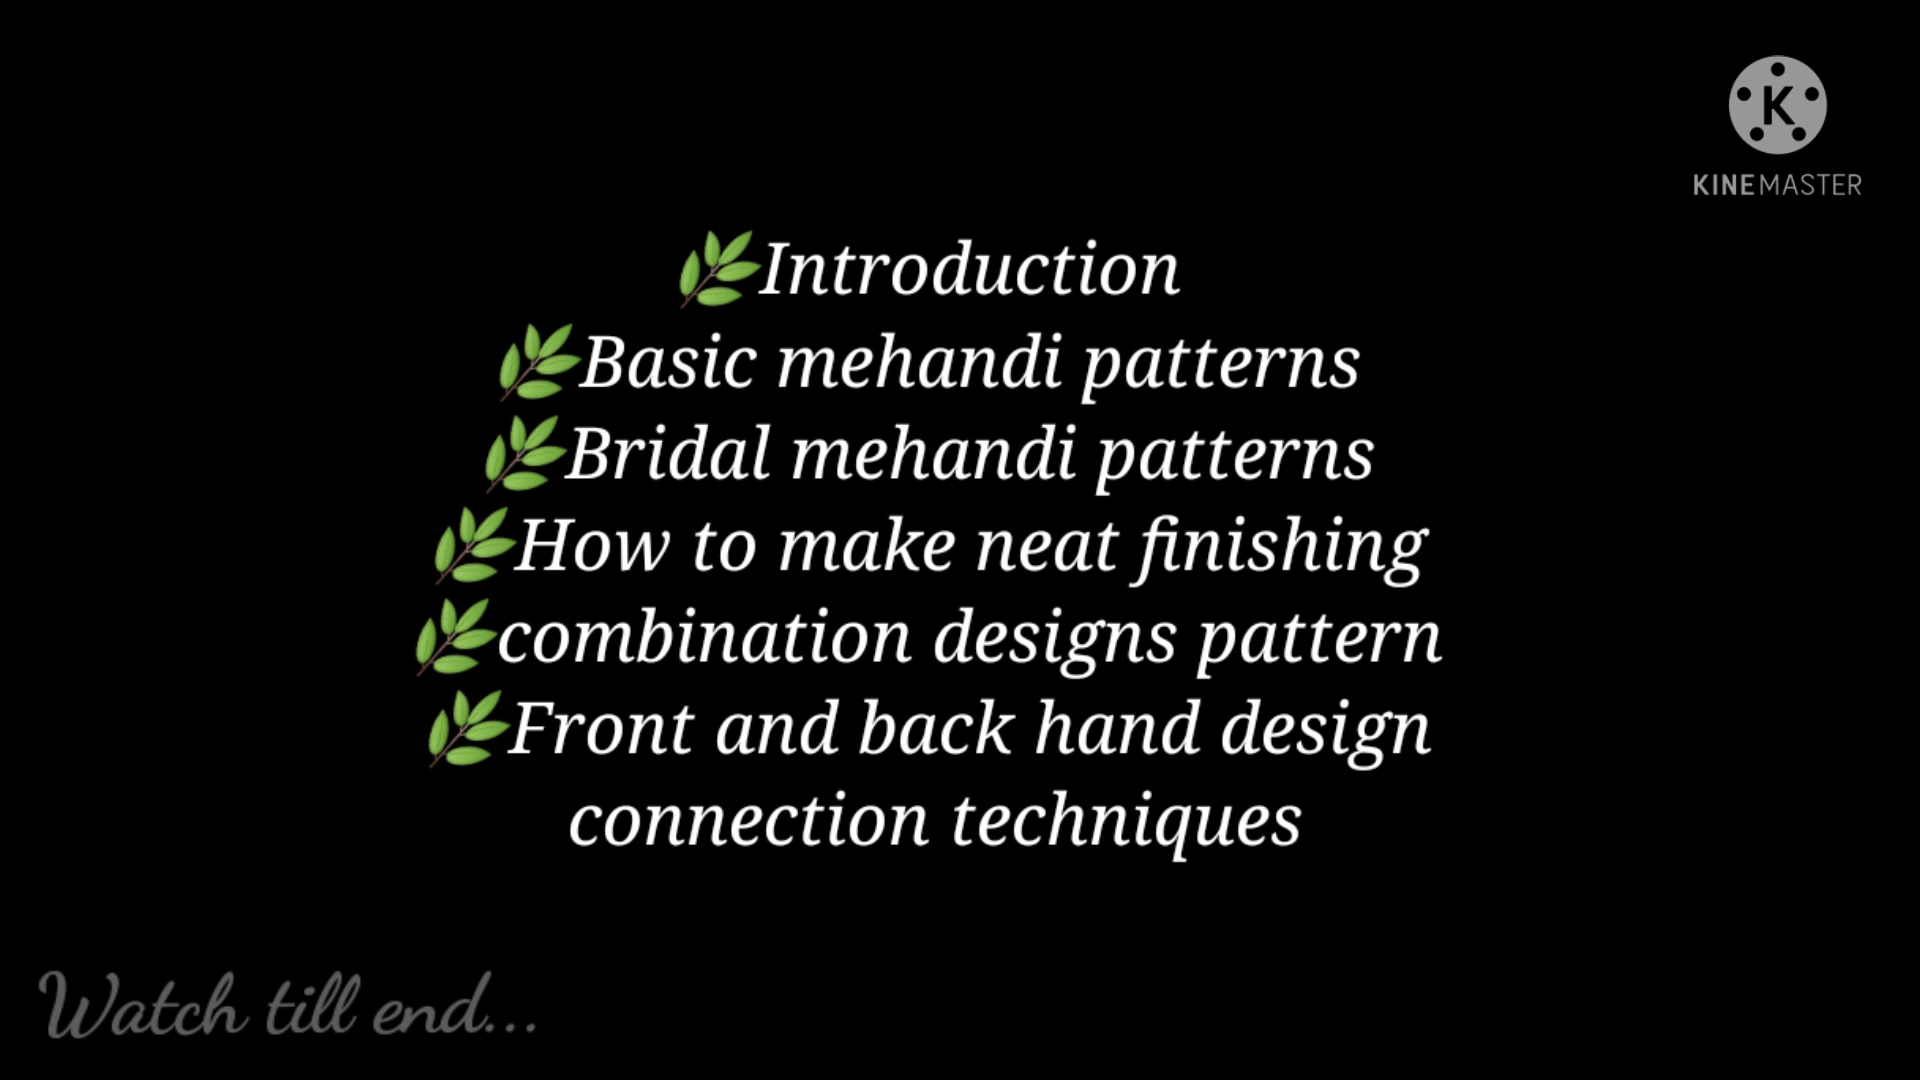 K
KINEMASTER
🌿Introduction
🌿Basic mehandi patterns
🌿Bridal mehandi patterns
🌿How to make neat finishing
🌿combination designs pattern
🌿Front and back hand design
connection techniques
Watch till end...